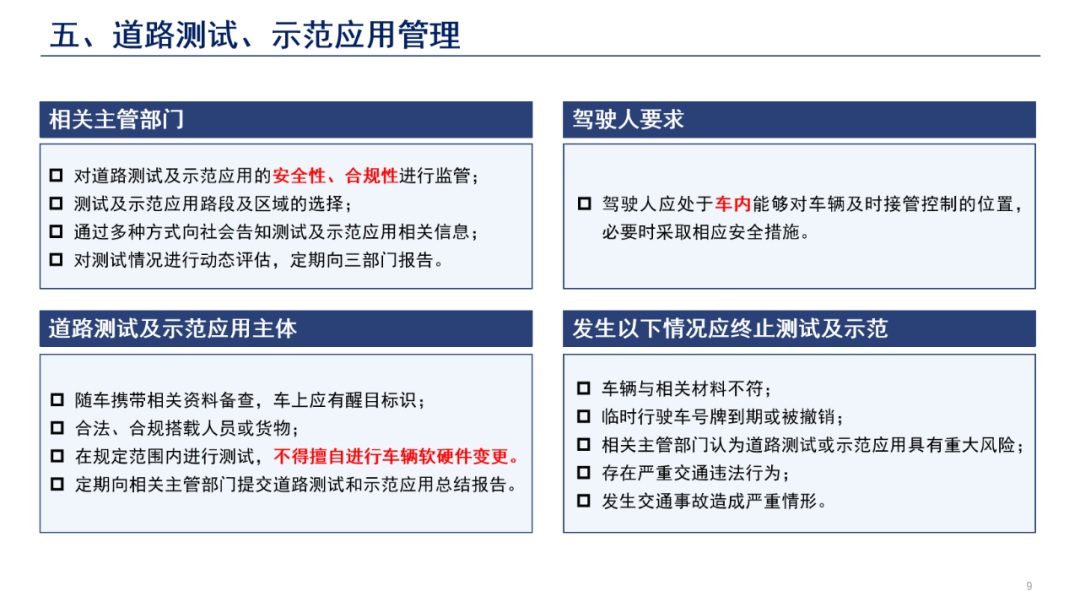 五、道路测试、示范应用管理
相关主管部门
对道路测试及示范应用的安全性、合规性进行监管；
测试及示范应用路段及区域的选择；
通过多种方式向社会告知测试及示范应用相关信息；
对测试情况进行动态评估，定期向三部门报告。
驾驶人要求
驾驶人应处于车内能够对车辆及时接管控制的位置，
必要时采取相应安全措施。
道路测试及示范应用主体
随车携带相关资料备查，车上应有醒目标识；
合法、合规搭载人员或货物；
在规定范围内进行测试，不得擅自进行车辆软硬件变更。
定期向相关主管部门提交道路测试和示范应用总结报告。
发生以下情况应终止测试及示范
车辆与相关材料不符；
临时行驶车号牌到期或被撤销；
相关主管部门认为道路测试或示范应用具有重大风险；
存在严重交通违法行为；
发生交通事故造成严重情形。
9